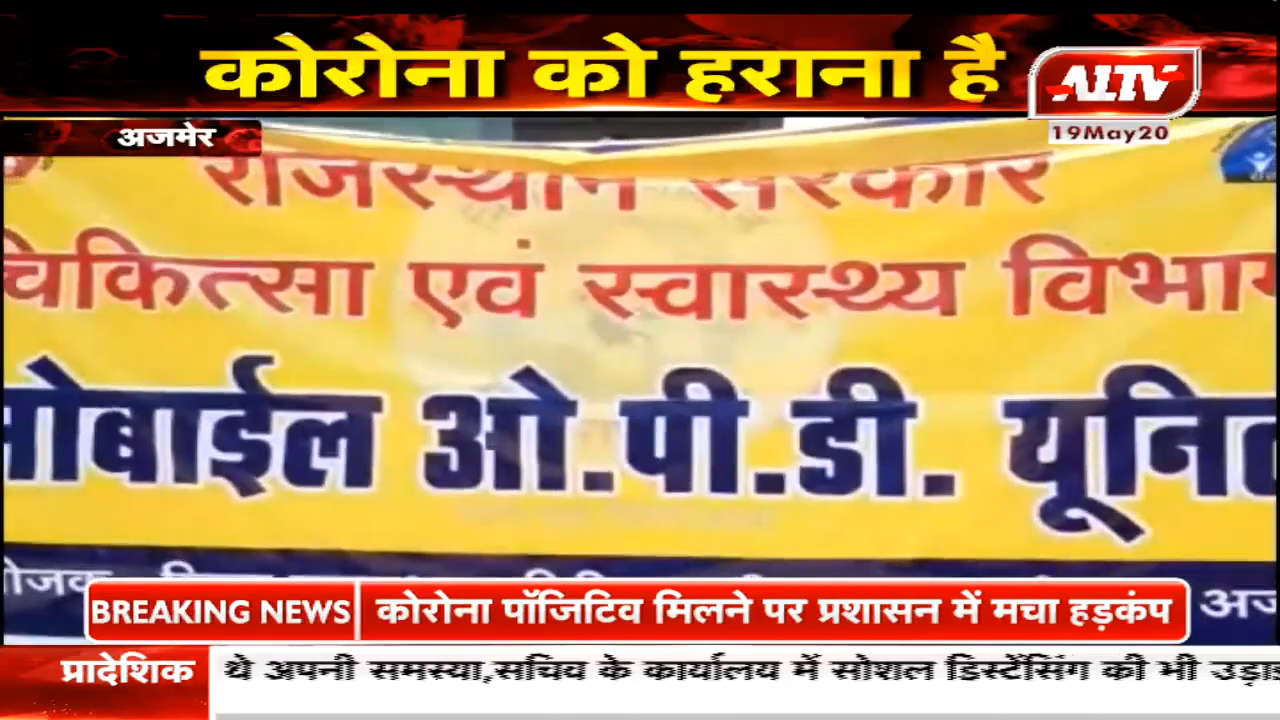 कोरोना को हराना है
ALTV
19May20
अजमेर
राजस्थान सरकार
चिकित्सा एवं स्वास्थ्य विभाग
मोबाईल ओ.पी.डी. यूनिट
BREAKING NEWS
कोरोना पॉजिटिव मिलने पर प्रशासन में मचा हड़कंप
प्रादेशिक
थे अपनी समस्या,सचिव के कार्यालय में सोशल डिस्टेंसिंग की भी